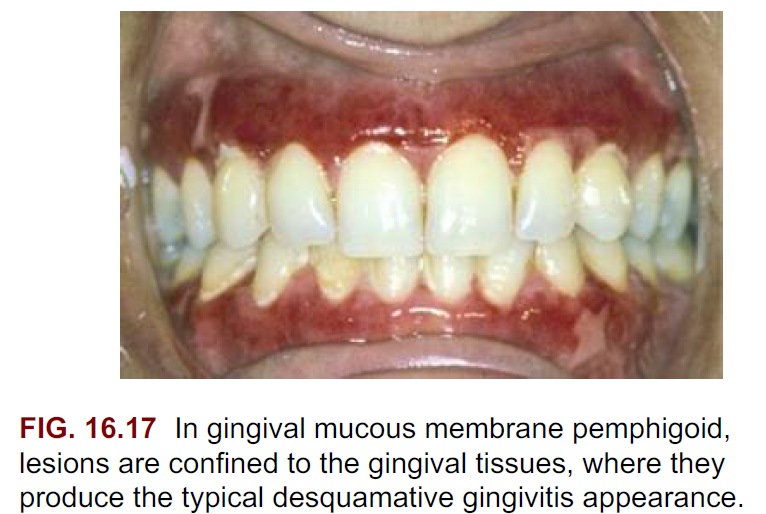 FIG. 16.17 In gingival mucous membrane pemphigoid,
lesions are confined to the gingival tissues, where they
produce the typical desquamative gingivitis appearance.